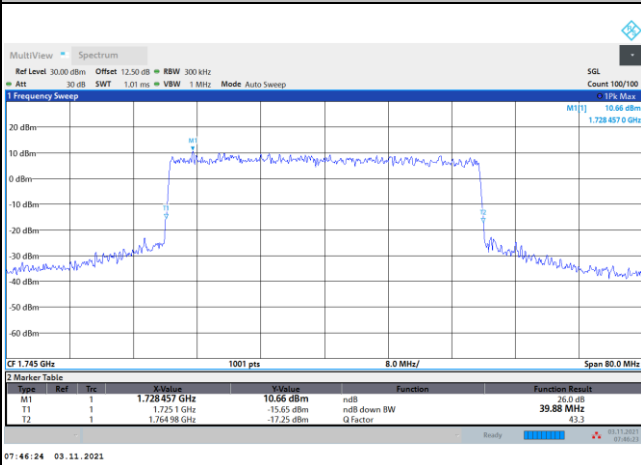 MultiView Spectrum
Ref Level 30.00 dBm Offset 12.50 dB RBW 300 kHz SGL
Att 30 dB SWT 1.01 ms VBW 1 MHz Mode Auto Sweep Count 100/100
1 Frequency Sweep 1Pk Max
M1[1] 10.66 dBm
1.728 457 0 GHz
20 dBm
M1
10 dBm
0 dBm
-10 dBm
T1 T2
-20 dBm
-30 dBm
-40 dBm
-50 dBm
-60 dBm
CF 1.745 GHz 1001 pts 8.0 MHz/ Span 80.0 MHz
2 Marker Table
Type Ref Trc X-Value Y-Value Function Function Result
M1 1 1.728 457 GHz 10.66 dBm ndB 26.0 dB
T1 1 1.725 1 GHz -15.65 dBm ndB down BW 39.88 MHz
T2 1 1.764 98 GHz -17.25 dBm Q Factor 43.3
Ready 03.11.2021
07:46:23
07:46:24 03.11.2021